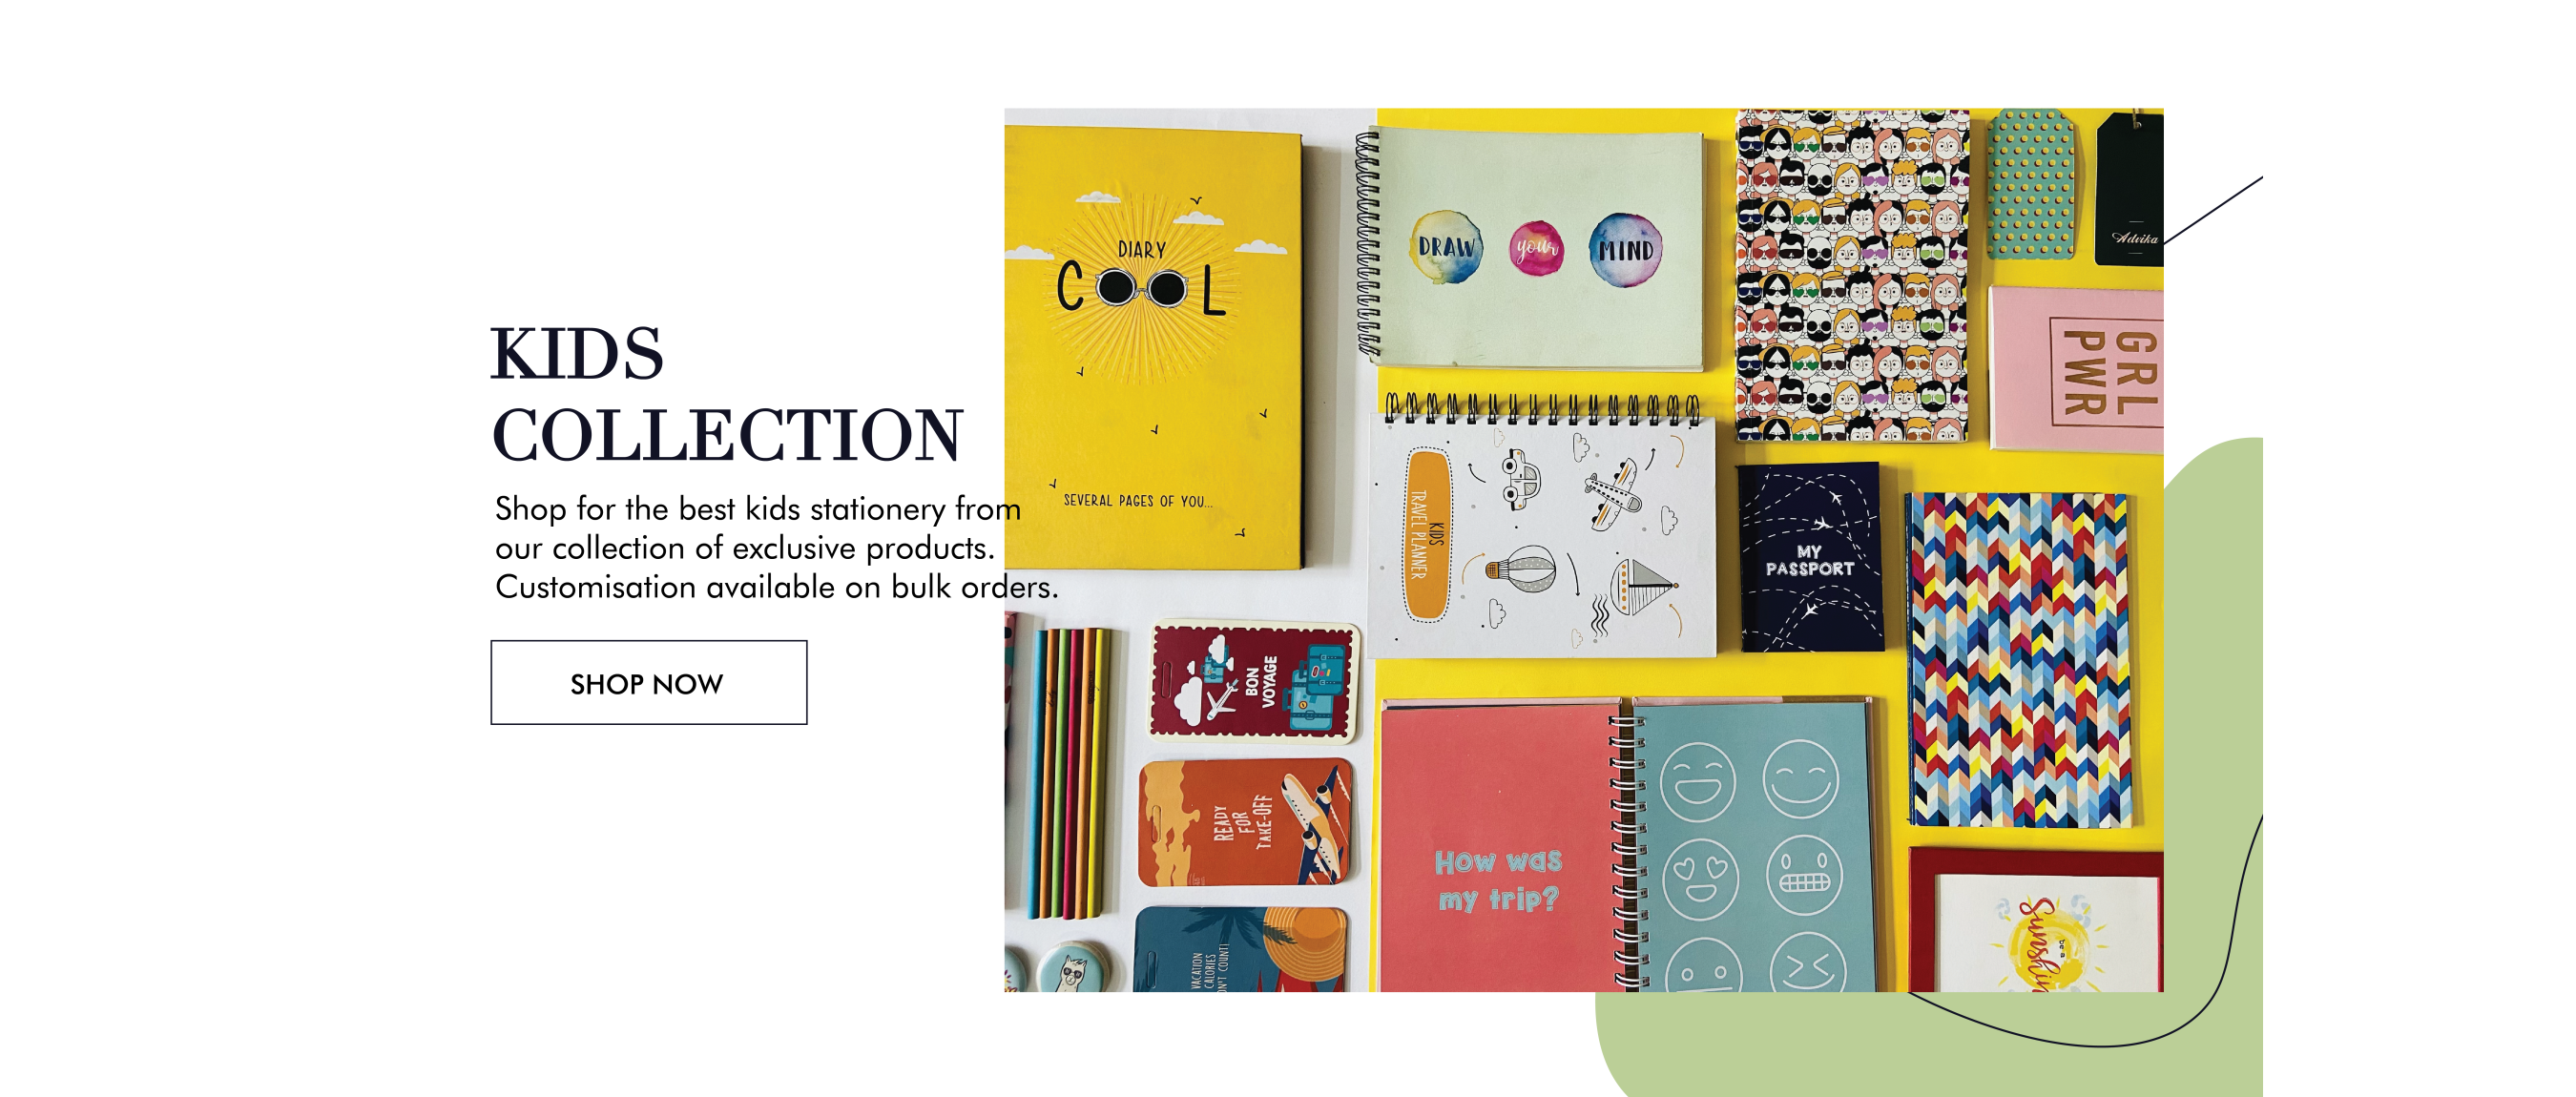 KIDS
COLLECTION
Shop for the best kids stationery from
our collection of exclusive products.
Customisation available on bulk orders.
SHOP NOW
DIARY
COOL
SEVERAL PAGES OF YOU...
DRAW your MIND
Advika
GRL
PWR
KIDS
TRAVEL PLANNER
MY
PASSPORT
BON
VOYAGE
READY
FOR
TAKE-OFF
VACATION
CALORIES
COUNT!
How was
my trip?
be a